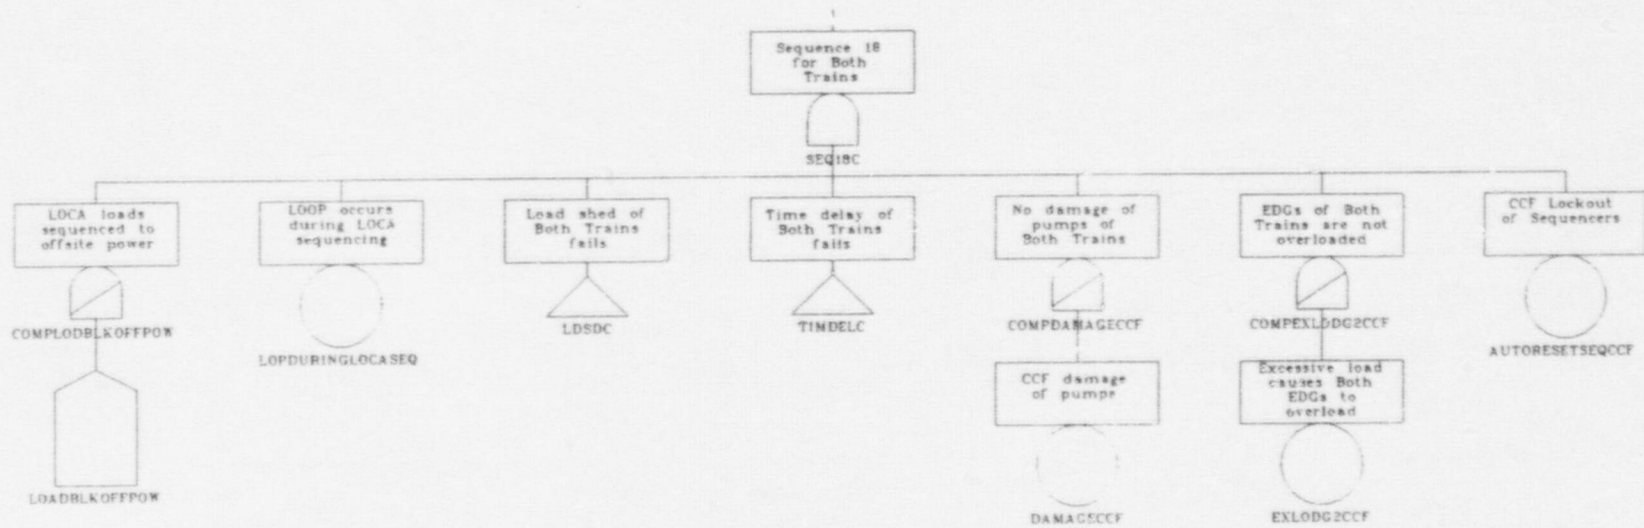 Sequence 18
for Both
Trains
SEQ18C
LOCA loads
sequenced to
offsite power
COMPLODBLKOFFPOW
LOADBLKOFFPOW
LOOP occurs
during LOCA
sequencing
LOPDURINGLOCASEQ
Load shed of
Both Trains
fails
LDSDC
Time delay of
Both Trains
fails
TIMDELC
No damage of
pumps of
Both Trains
COMPDAMAGECCF
CCF damage
of pumps
DAMAGECCF
EDGs of Both
Trains are not
overloaded
COMPEXLODG2CCF
Excessive load
causes Both
EDGs to
overload
EXLODG2CCF
CCF Lockout
of Sequencers
AUTORESETSEQCCF